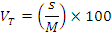 V_T = (s/M) × 100